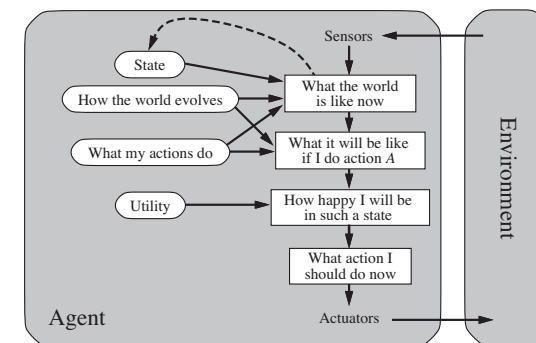 Sensors
State
What the world
is like now
How the world evolves
What it will be like
if I do action A
What my actions do
How happy I will be
in such a state
Utility
What action I
should do now
Agent
Actuators
Environment